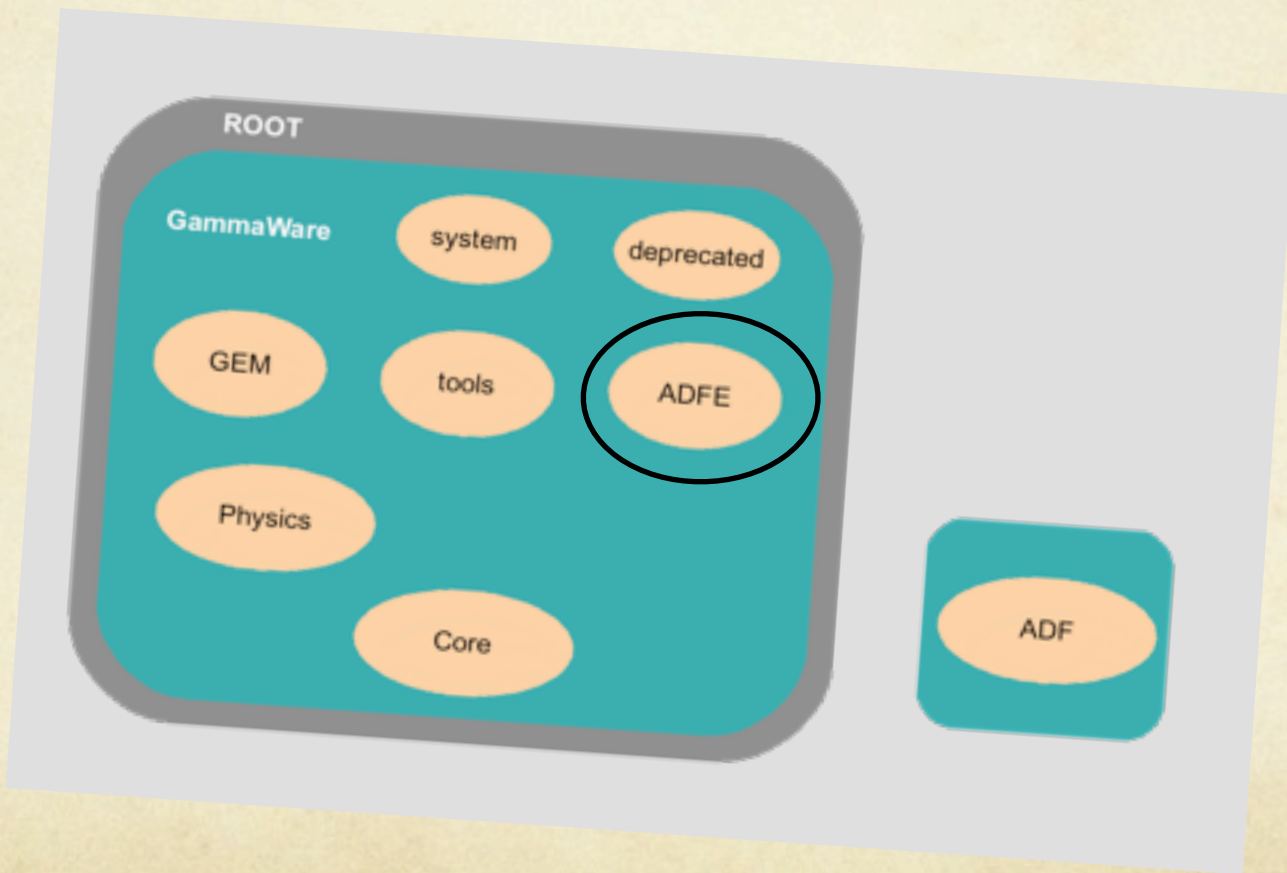 ROOT
GammaWare
system
deprecated
GEM
tools
ADFE
Physics
Core
ADF